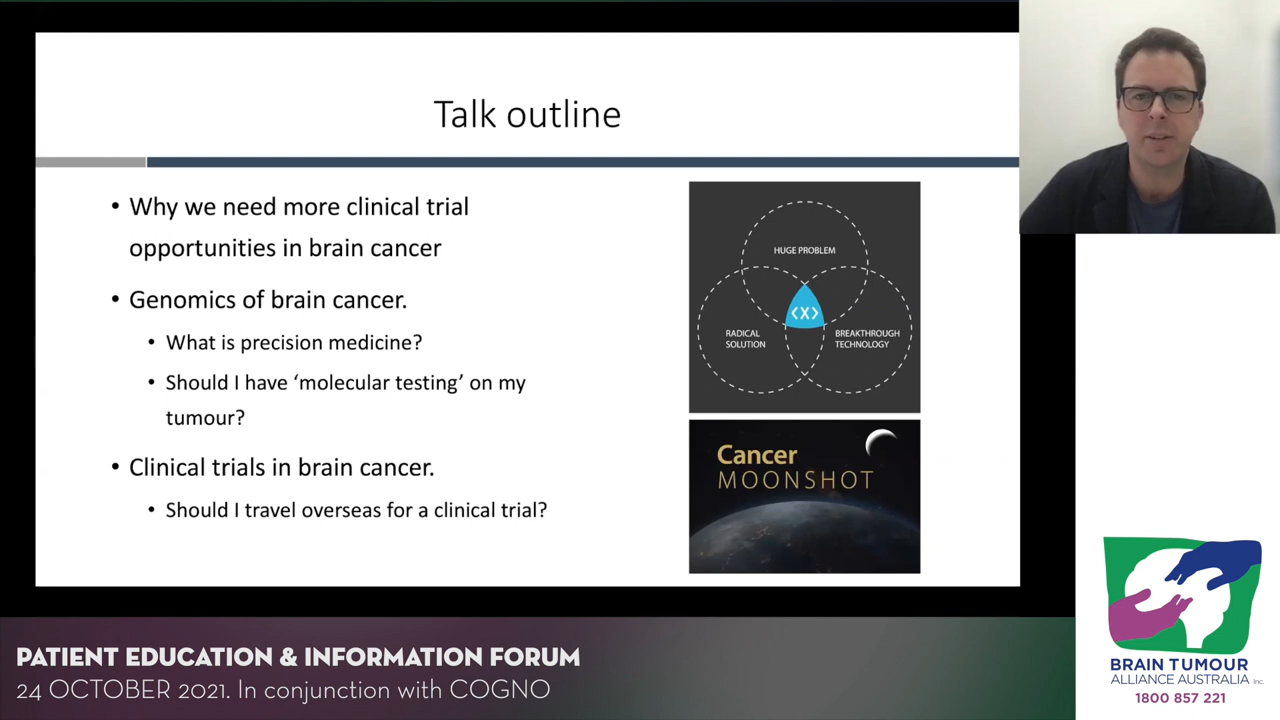 Talk outline
• Why we need more clinical trial
opportunities in brain cancer
• Genomics of brain cancer.
• What is precision medicine?
• Should I have ‘molecular testing’ on my
tumour?
• Clinical trials in brain cancer.
• Should I travel overseas for a clinical trial?
HUGE PROBLEM
<X>
RADICAL
SOLUTION
BREAKTHROUGH
TECHNOLOGY
Cancer
MOONSHOT
PATIENT EDUCATION & INFORMATION FORUM
24 OCTOBER 2021. In conjunction with COGNO
BRAIN TUMOUR
ALLIANCE AUSTRALIA Inc.
1800 857 221